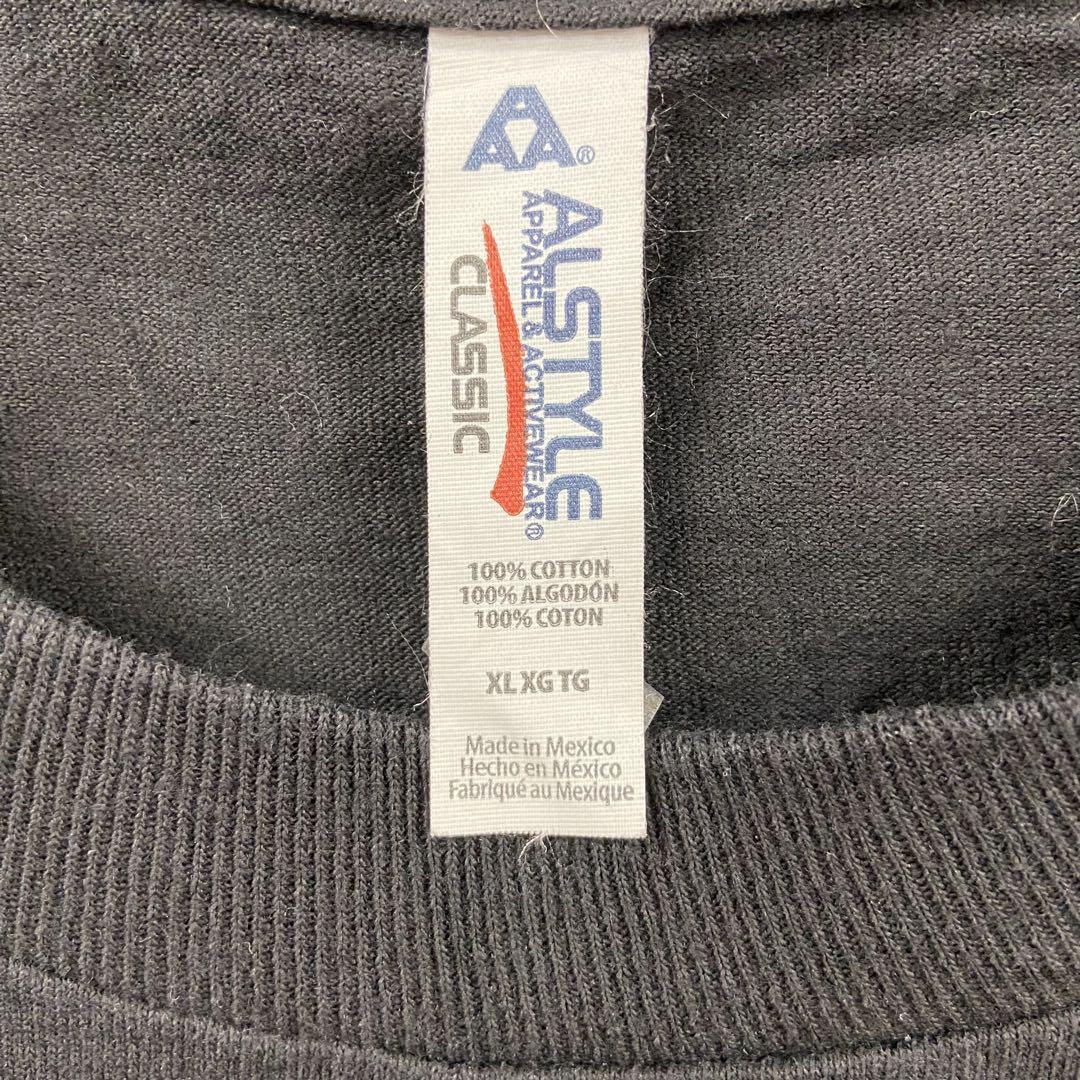 AAA®
ALSTYLE
APPAREL & ACTIVEWEAR®
CLASSIC
100% COTTON
100% ALGODÓN
100% COTON
XL XG TG
Made in Mexico
Hecho en México
Fabriqué au Mexique